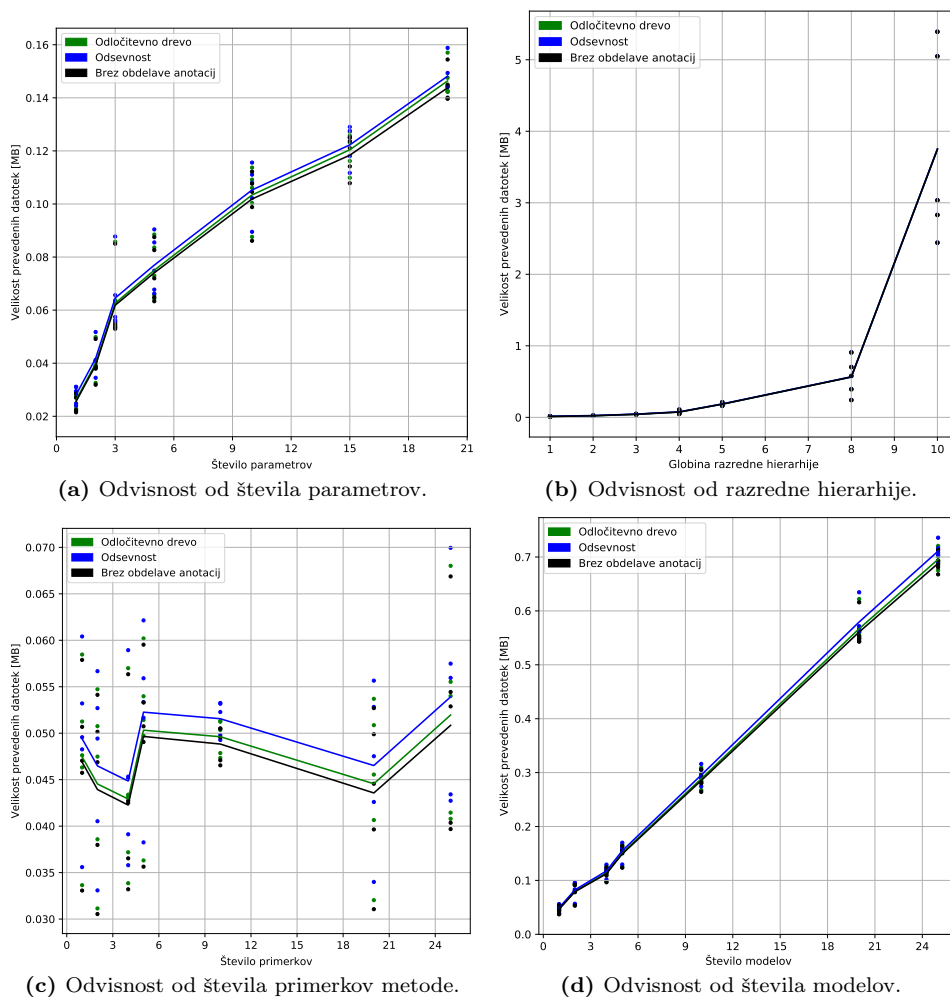 0.16
0.14
0.12
0.10
0.08
0.06
0.04
0.02
Velikost prevedenih datotek [MB]
Odločitevno drevo
Odsevnost
Brez obdelave anotacij
0 3 6 9 12 15 18 21
Število parametrov
(a) Odvisnost od števila parametrov.
5
4
3
2
1
0
Velikost prevedenih datotek [MB]
Odločitevno drevo
Odsevnost
Brez obdelave anotacij
1 2 3 4 5 6 7 8 9 10
Globina razredne hierarhije
(b) Odvisnost od razredne hierarhije.
0.070
0.065
0.060
0.055
0.050
0.045
0.040
0.035
0.030
Velikost prevedenih datotek [MB]
Odločitevno drevo
Odsevnost
Brez obdelave anotacij
0 3 6 9 12 15 18 21 24
Število primerkov
(c) Odvisnost od števila primerkov metode.
0.7
0.6
0.5
0.4
0.3
0.2
0.1
0.0
Velikost prevedenih datotek [MB]
Odločitevno drevo
Odsevnost
Brez obdelave anotacij
0 3 6 9 12 15 18 21 24
Število modelov
(d) Odvisnost od števila modelov.